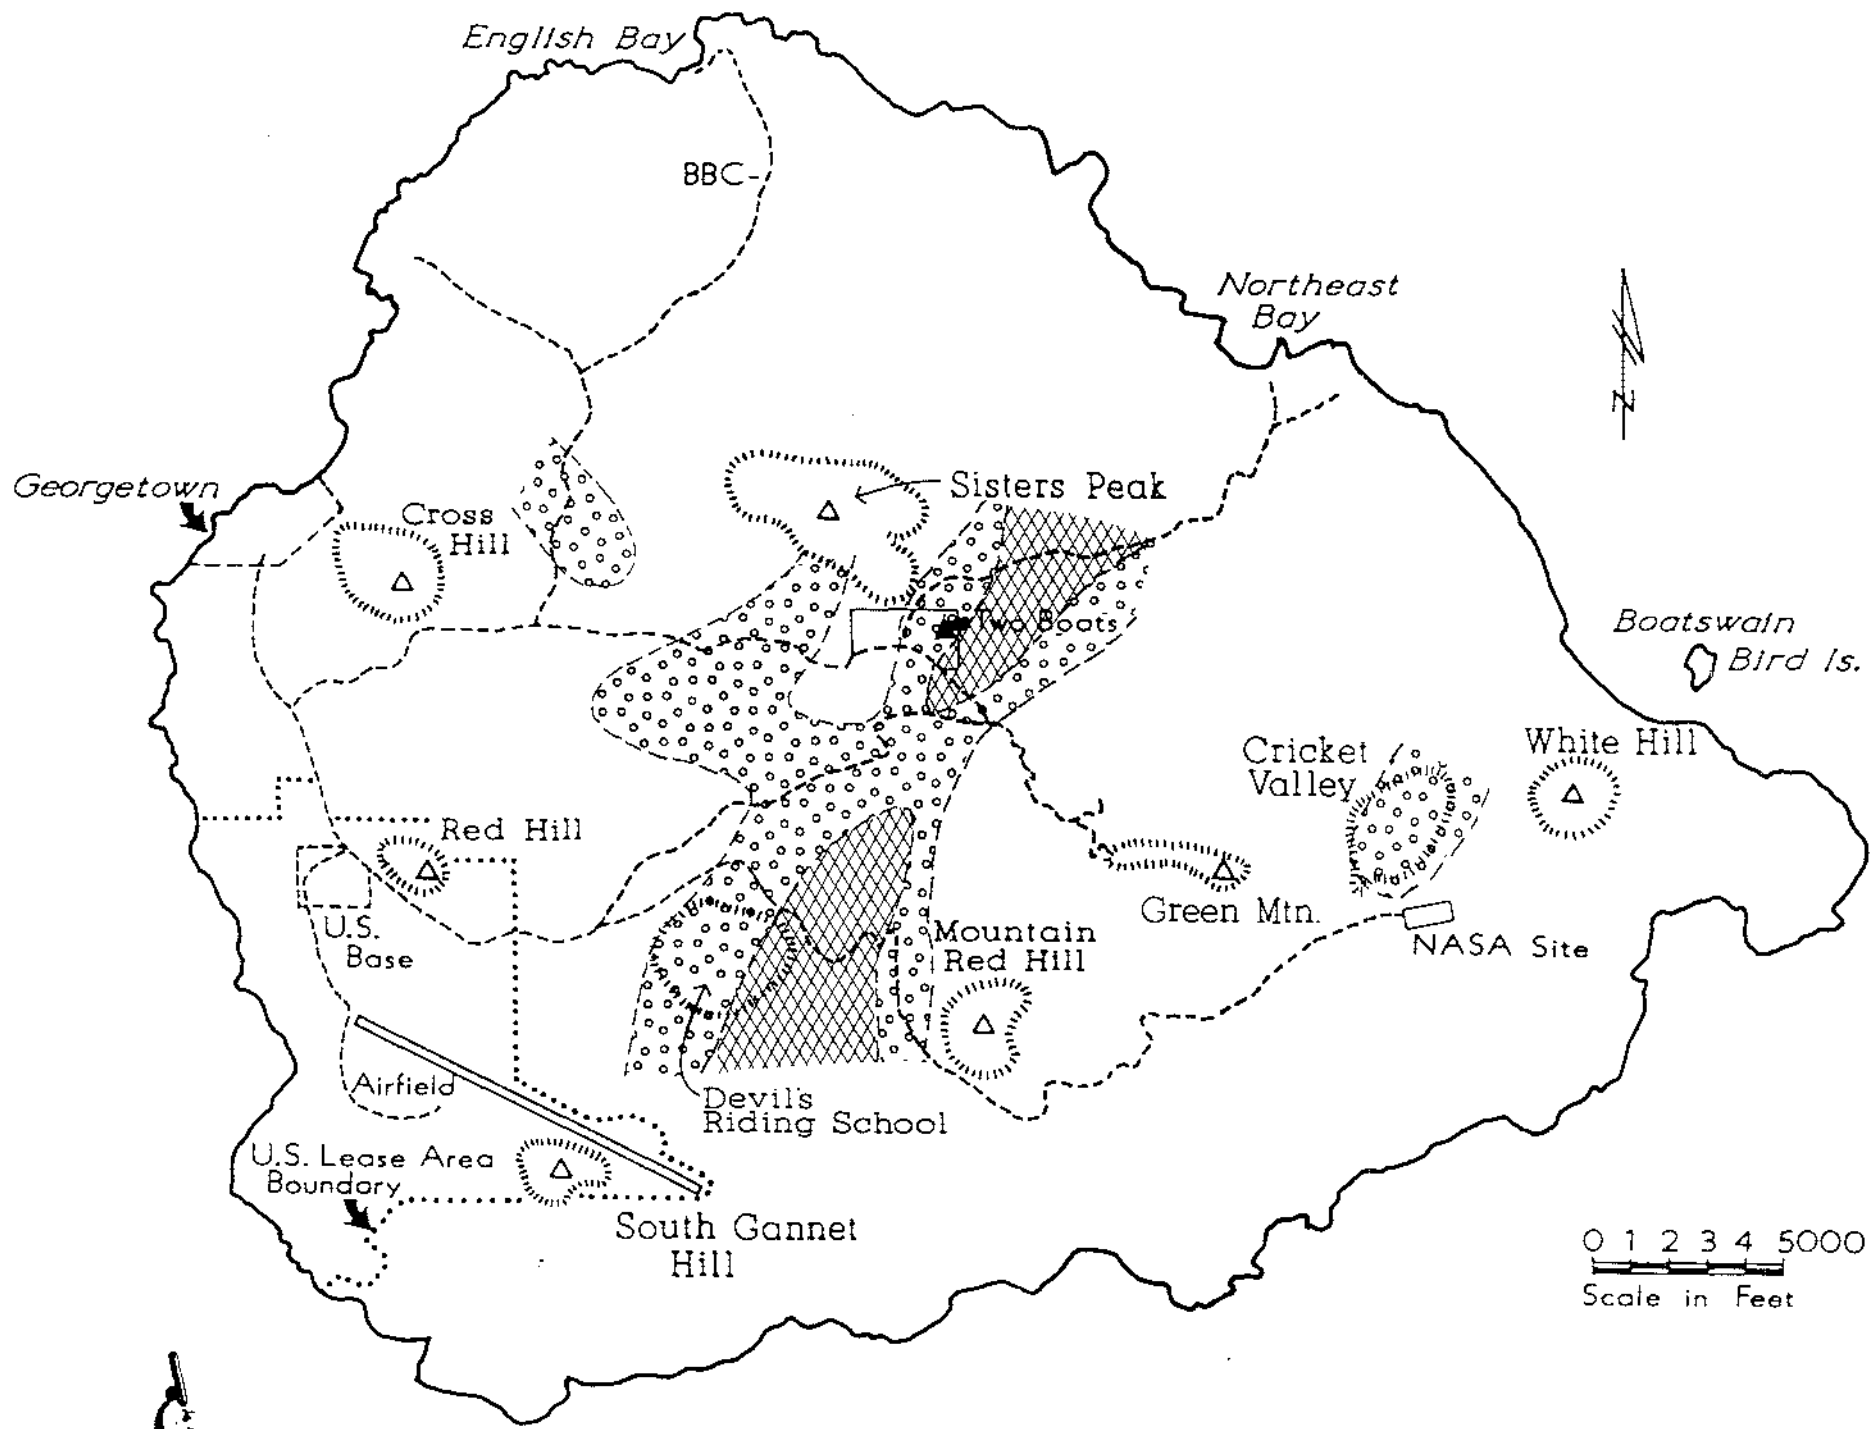 English Bay
BBC
Northeast
Bay
N
Georgetown
Cross
Hill
Sisters Peak
Two Boats
Boatswain
Bird Is.
Cricket
Valley
White Hill
Red Hill
U.S.
Base
Green Mtn.
Mountain
Red Hill
NASA Site
Airfield
Devil's
Riding School
U.S. Lease Area
Boundary
South Gannet
Hill
0 1 2 3 4 5000
Scale in Feet